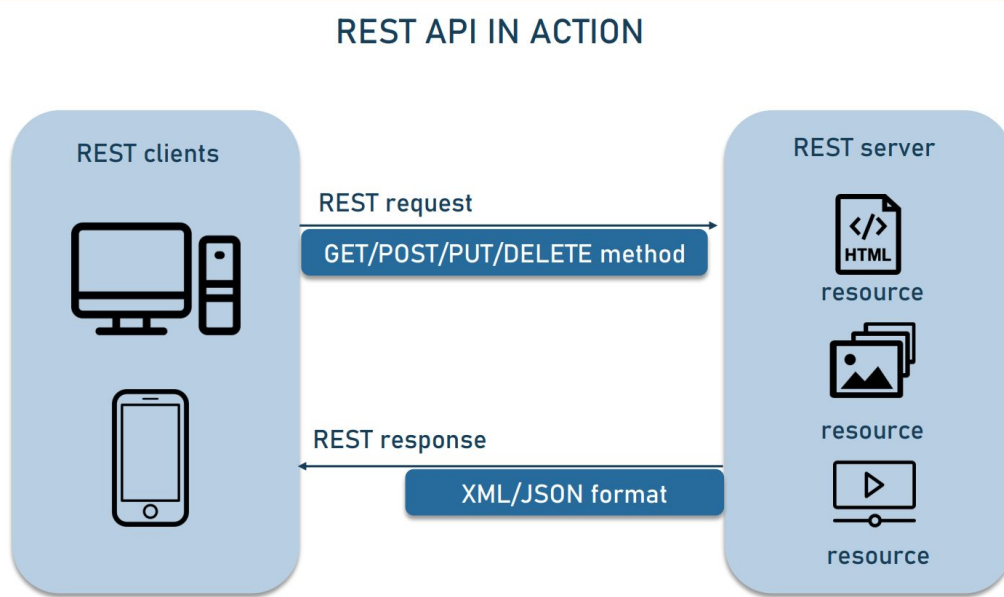 REST API IN ACTION
REST clients
REST request
GET/POST/PUT/DELETE method
REST response
XML/JSON format
REST server
</>
HTML
resource
resource
resource